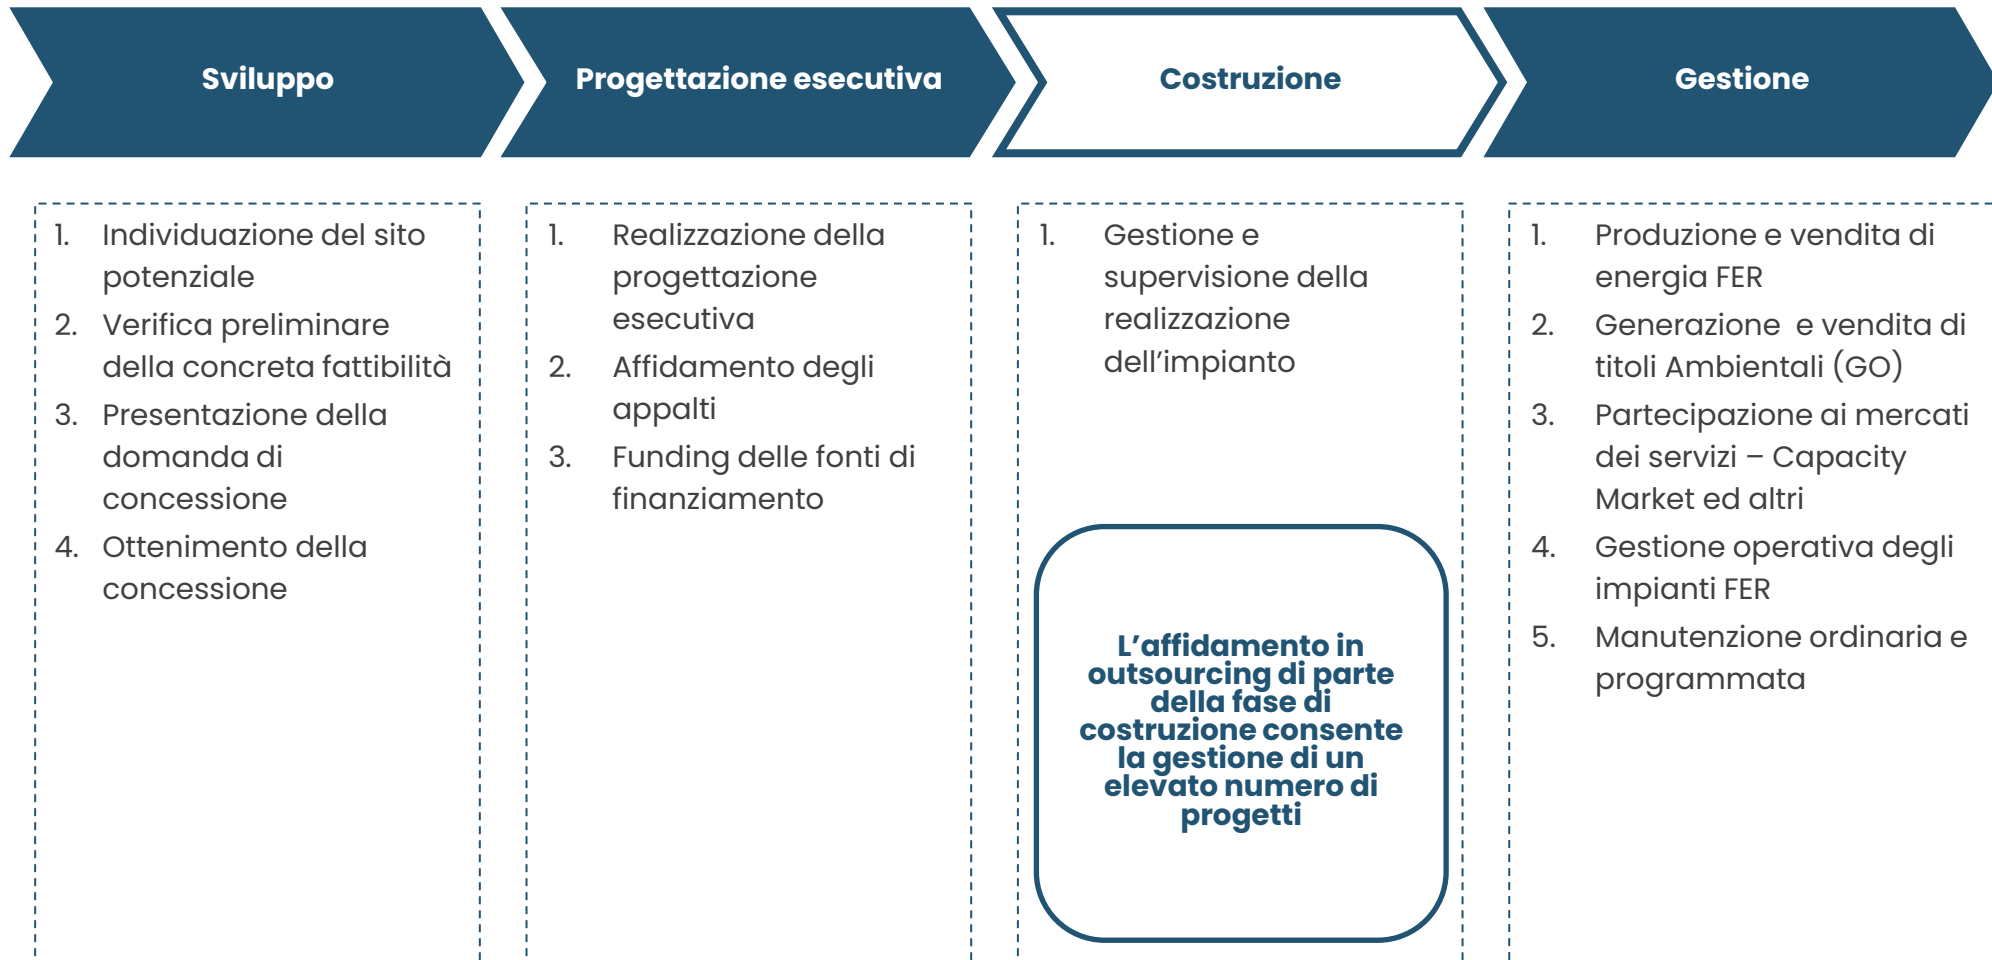 Sviluppo
Progettazione esecutiva
Costruzione
Gestione
1. Individuazione del sito
potenziale
2. Verifica preliminare
della concreta fattibilità
3. Presentazione della
domanda di
concessione
4. Ottenimento della
concessione
1. Realizzazione della
progettazione
esecutiva
2. Affidamento degli
appalti
3. Funding delle fonti di
finanziamento
1. Gestione e
supervisione della
realizzazione
dell’impianto
L’affidamento in
outsourcing di parte
della fase di
costruzione consente
la gestione di un
elevato numero di
progetti
1. Produzione e vendita di
energia FER
2. Generazione  e vendita di
titoli Ambientali (GO)
3. Partecipazione ai mercati
dei servizi – Capacity
Market ed altri
4. Gestione operativa degli
impianti FER
5. Manutenzione ordinaria e
programmata